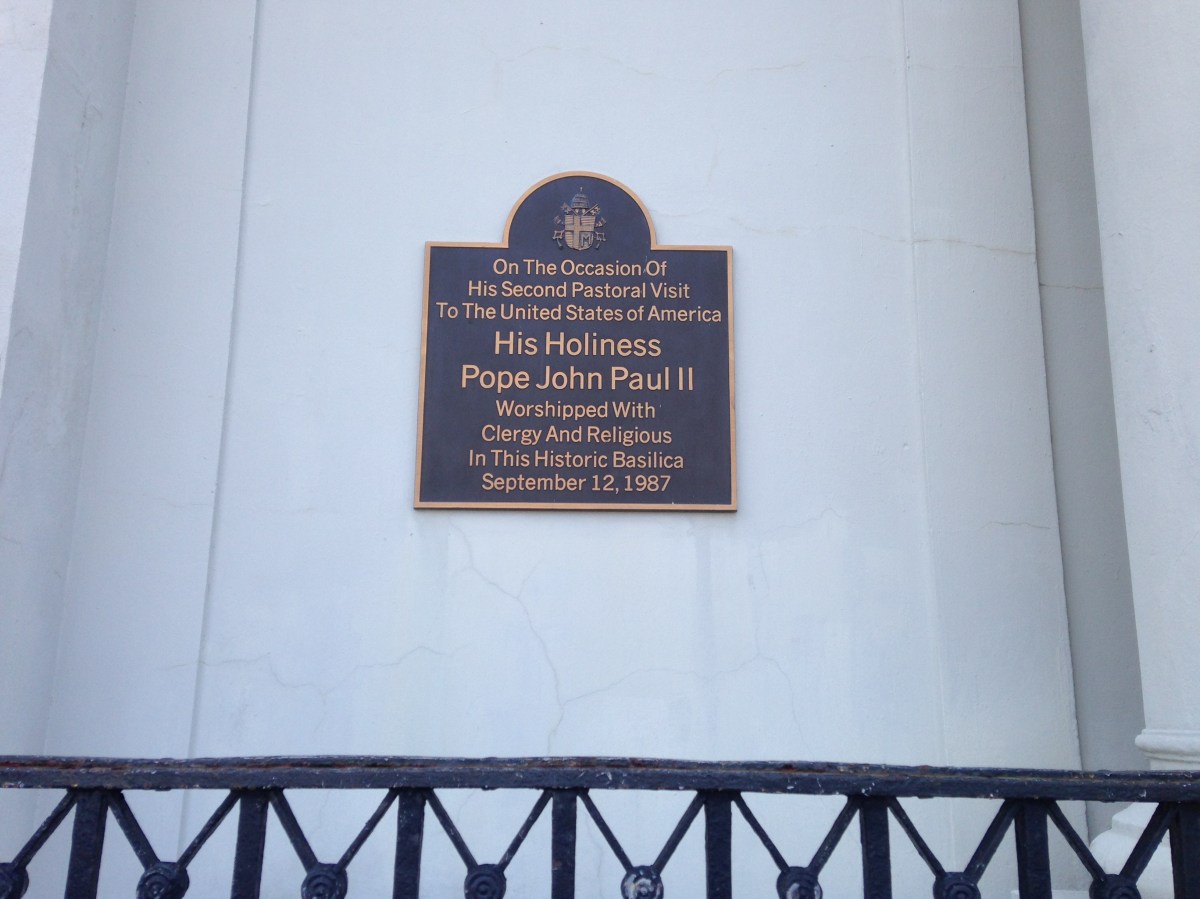 On The Occasion Of
His Second Pastoral Visit
To The United States of America
His Holiness
Pope John Paul II
Worshipped With
Clergy And Religious
In This Historic Basilica
September 12, 1987